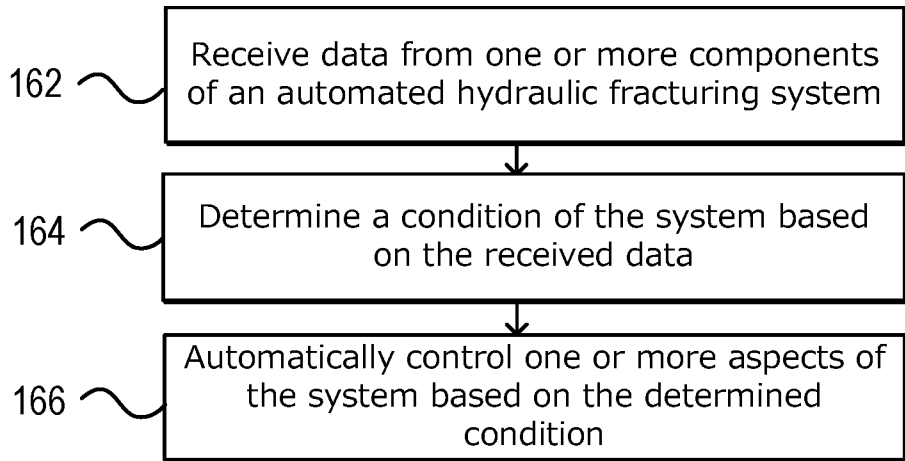 162
Receive data from one or more components
of an automated hydraulic fracturing system
164
Determine a condition of the system based
on the received data
166
Automatically control one or more aspects of
the system based on the determined
condition